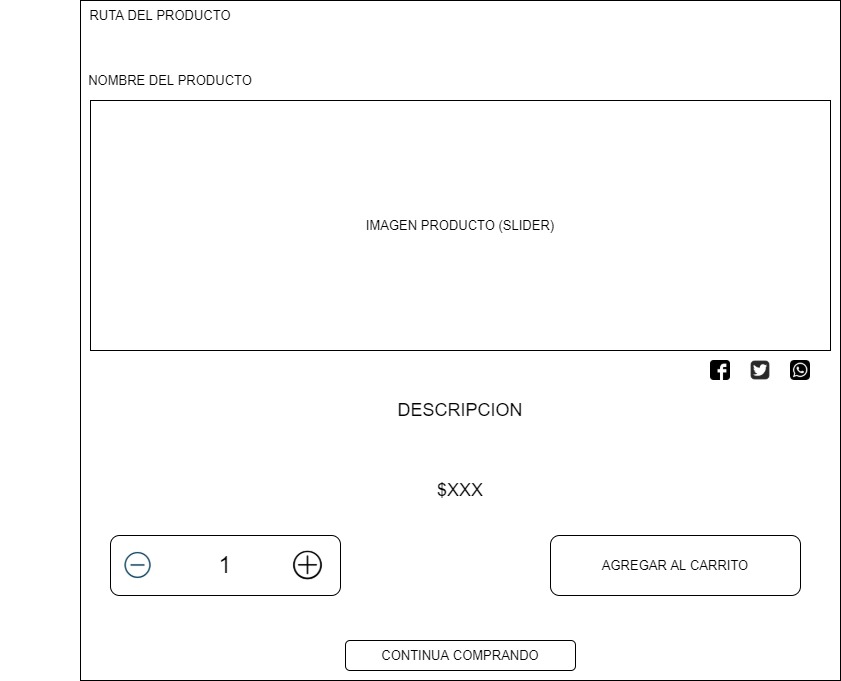 RUTA DEL PRODUCTO
NOMBRE DEL PRODUCTO
IMAGEN PRODUCTO (SLIDER)
DESCRIPCION
$XXX
1
AGREGAR AL CARRITO
CONTINUA COMPRANDO